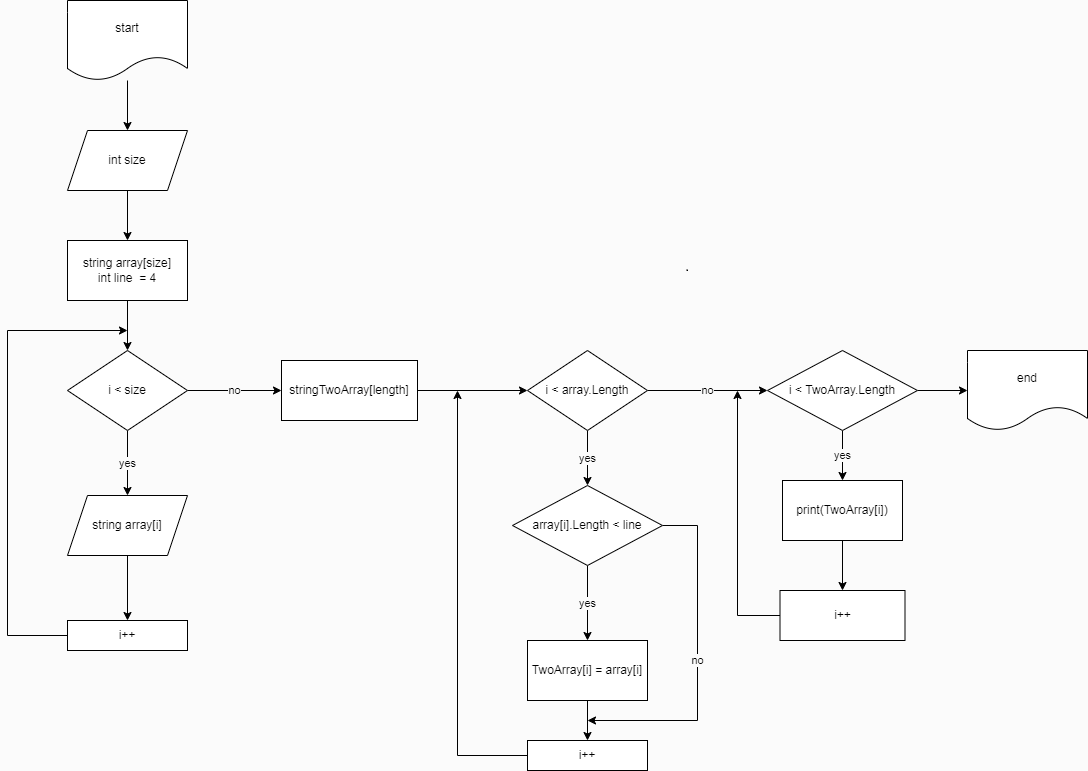 start
int size
string array[size]
int line = 4
i < size
no
stringTwoArray[length]
yes
string array[i]
i++
i < array.Length
no
yes
array[i].Length < line
yes
no
TwoArray[i] = array[i]
i++
i < TwoArray.Length
yes
print(TwoArray[i])
i++
end
.